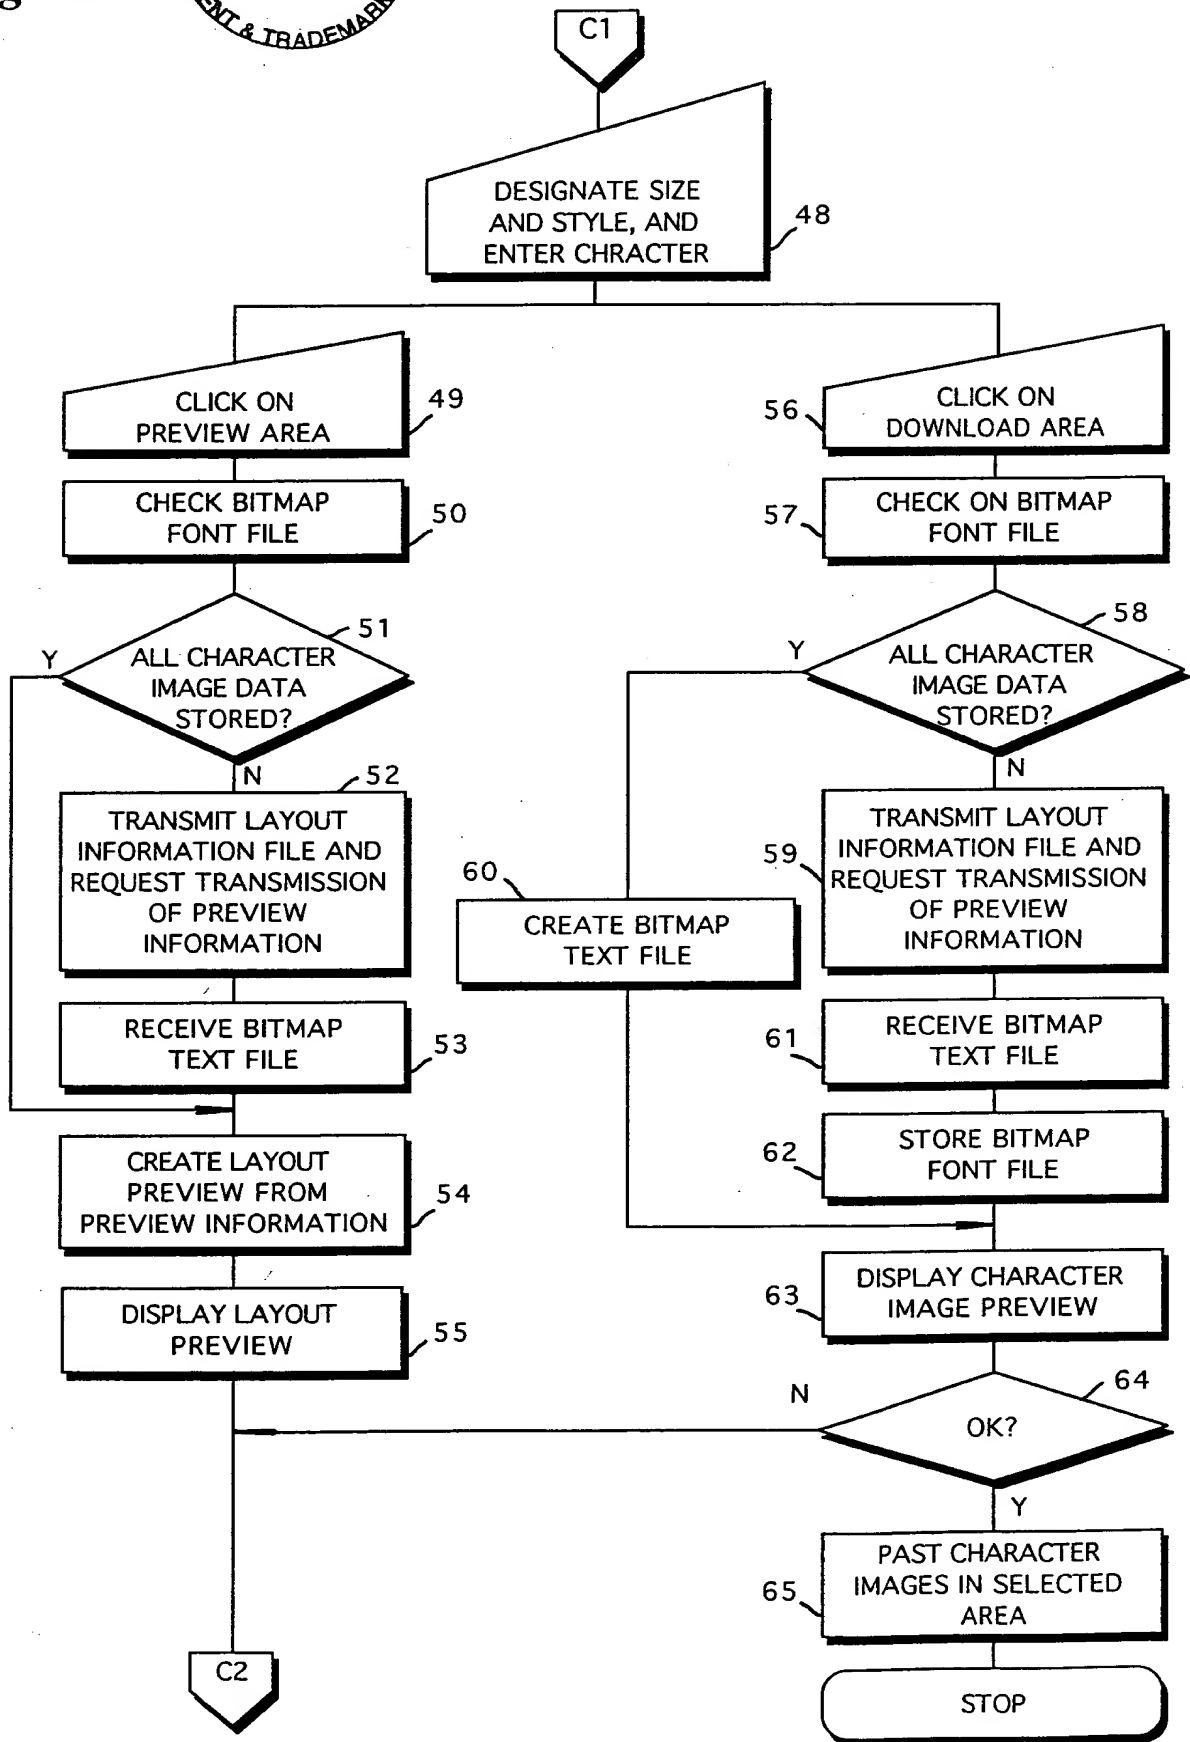 g
ENT & TRADEMARK
C1
DESIGNATE SIZE
AND STYLE, AND
ENTER CHRACTER
48
CLICK ON
PREVIEW AREA
49
CHECK BITMAP
FONT FILE
50
51
Y
ALL CHARACTER
IMAGE DATA
STORED?
N
52
TRANSMIT LAYOUT
INFORMATION FILE AND
REQUEST TRANSMISSION
OF PREVIEW
INFORMATION
RECEIVE BITMAP
TEXT FILE
53
CREATE LAYOUT
PREVIEW FROM
PREVIEW INFORMATION
54
DISPLAY LAYOUT
PREVIEW
55
C2
56
CLICK ON
DOWNLOAD AREA
57
CHECK ON BITMAP
FONT FILE
58
Y
ALL CHARACTER
IMAGE DATA
STORED?
N
59
TRANSMIT LAYOUT
INFORMATION FILE AND
REQUEST TRANSMISSION
OF PREVIEW
INFORMATION
60
CREATE BITMAP
TEXT FILE
61
RECEIVE BITMAP
TEXT FILE
62
STORE BITMAP
FONT FILE
63
DISPLAY CHARACTER
IMAGE PREVIEW
64
N
OK?
Y
65
PAST CHARACTER
IMAGES IN SELECTED
AREA
STOP